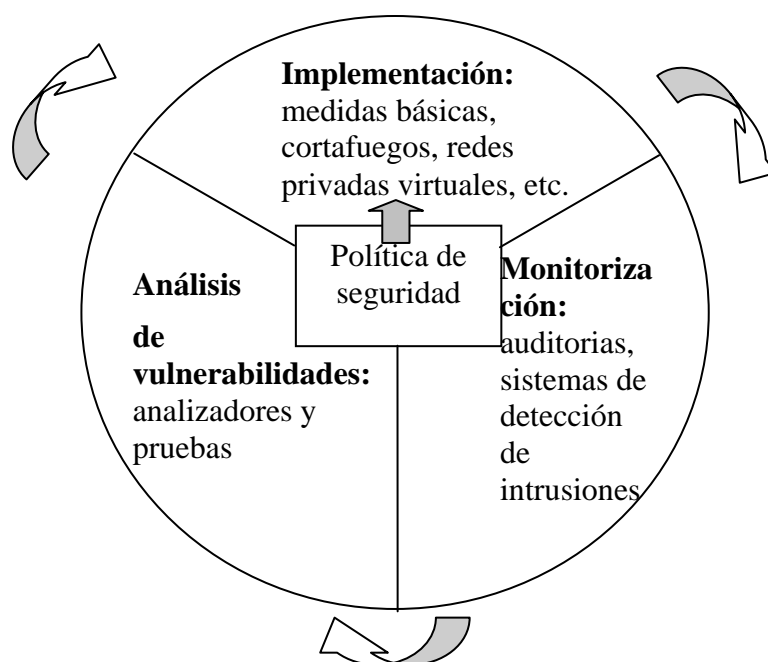 Implementación:
medidas básicas,
cortafuegos, redes
privadas virtuales, etc.
Política de
seguridad
Análisis
de
vulnerabilidades:
analizadores y
pruebas
Monitoriza
ción:
auditorias,
sistemas de
detección
de
intrusiones